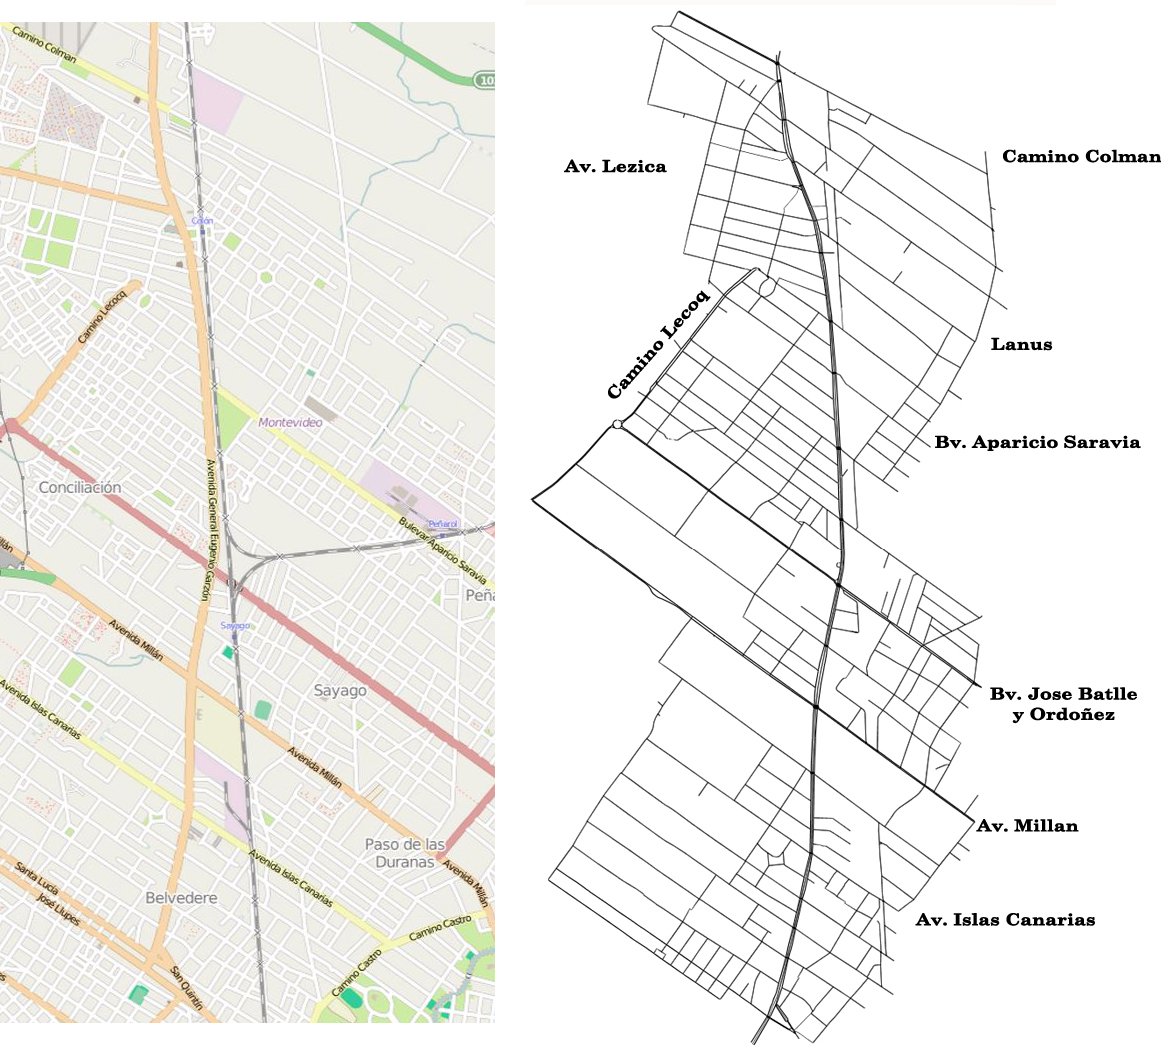 Camino Colman
10
Colón
Camino Lecocq
Montevideo
Conciliación
Avenida General Eugenio Garzón
Peñarol
Bulevar Aparicio Saravia
Peña
Sayago
Avenida Millán
Sayago
Avenida Islas Canarias
Avenida Millán
Paso de las
Duranas
Avenida Millán
Avenida Islas Canarias
Santa Lucía
José Llupes
Belvedere
San Quintín
Camino Castro
Camino Castro
Av. Lezica
Camino Colman
Camino Lecoq
Lanus
Bv. Aparicio Saravia
Bv. Jose Batlle
y Ordoñez
Av. Millan
Av. Islas Canarias